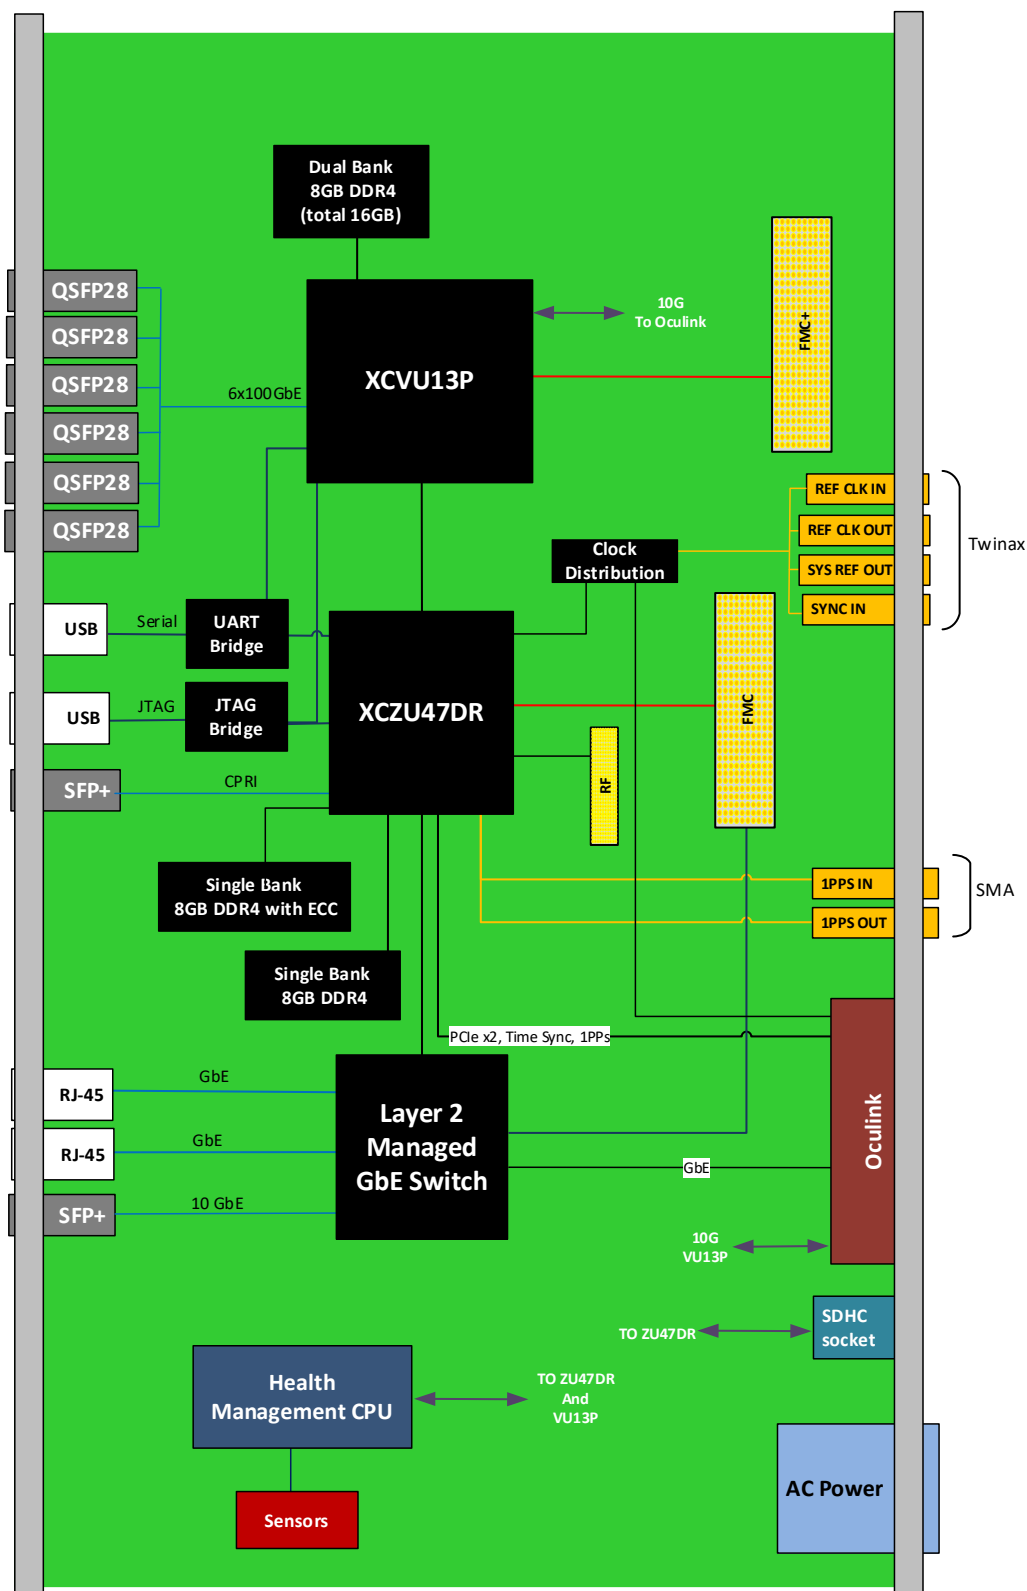 Dual Bank
8GB DDR4
(total 16GB)
QSFP28
QSFP28
QSFP28
QSFP28
QSFP28
QSFP28
6x100GbE
XCVU13P
10G
To Oculink
FMC+
REF CLK IN
REF CLK OUT
SYS REF OUT
SYNC IN
Twinax
Clock
Distribution
USB
Serial
UART
Bridge
USB
JTAG
JTAG
Bridge
XCZU47DR
FMC
RF
SFP+
CPRI
Single Bank
8GB DDR4 with ECC
Single Bank
8GB DDR4
1PPS IN
1PPS OUT
SMA
PCIe x2, Time Sync, 1PPs
RJ-45
GbE
RJ-45
GbE
SFP+
10 GbE
Layer 2
Managed
GbE Switch
GbE
Oculink
10G
VU13P
TO ZU47DR
SDHC
socket
Health
Management CPU
TO ZU47DR
And
VU13P
Sensors
AC Power